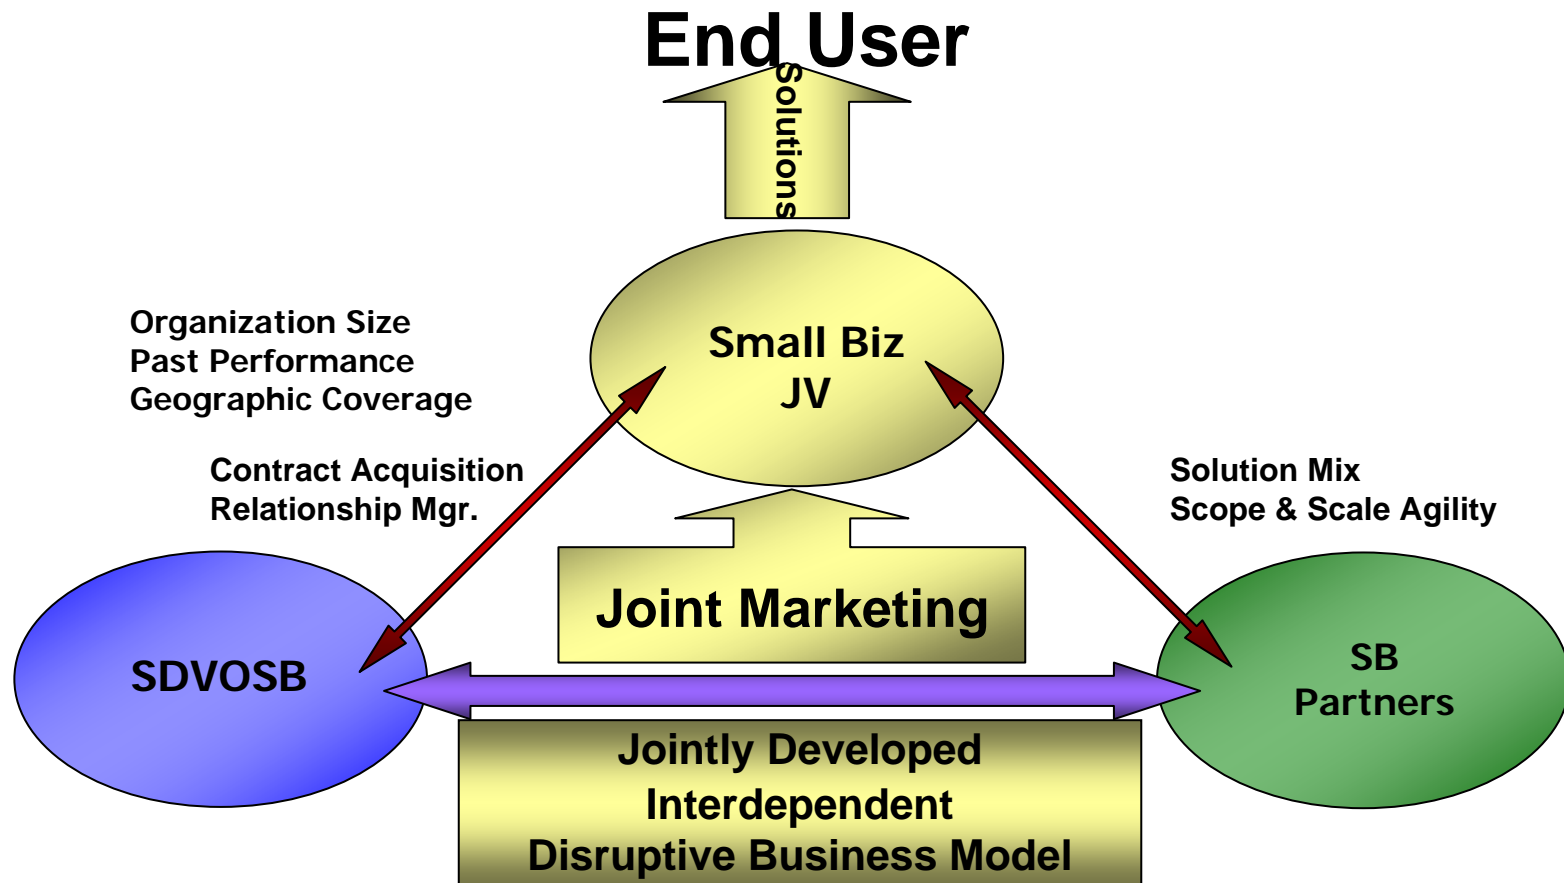 End User
Solutions
Small Biz
JV
Organization Size
Past Performance
Geographic Coverage
Contract Acquisition
Relationship Mgr.
Solution Mix
Scope & Scale Agility
Joint Marketing
SDVOSB
SB
Partners
Jointly Developed
Interdependent
Disruptive Business Model